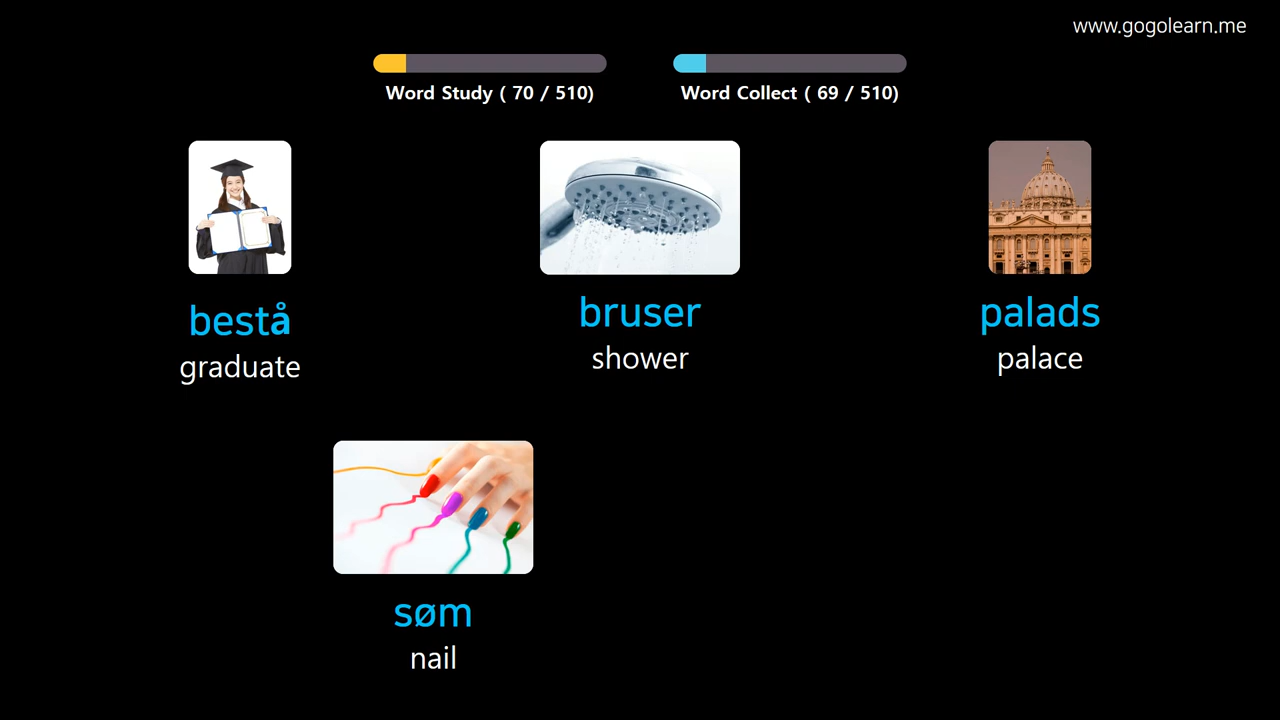 www.gogolearn.me
Word Study ( 70 / 510)
Word Collect ( 69 / 510)
bestå
graduate
bruser
shower
palads
palace
søm
nail